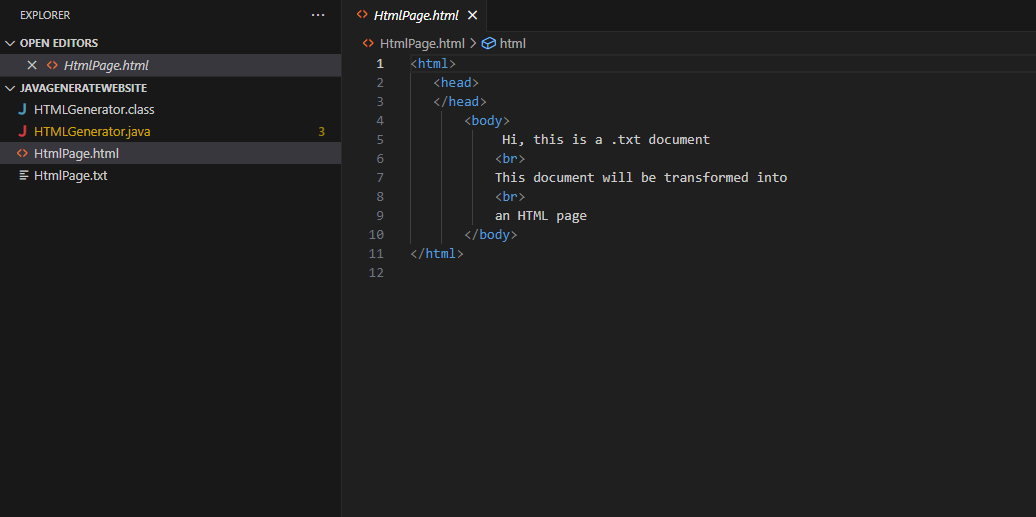 EXPLORER ...
OPEN EDITORS
HtmlPage.html
JAVAGENERATEWEBSITE
HTMLGenerator.class
HTMLGenerator.java 3
HtmlPage.html
HtmlPage.txt
HtmlPage.html
HtmlPage.html > html
1 <html>
2 <head>
3 </head>
4 <body>
5 Hi, this is a .txt document
6 <br>
7 This document will be transformed into
8 <br>
9 an HTML page
10 </body>
11 </html>
12